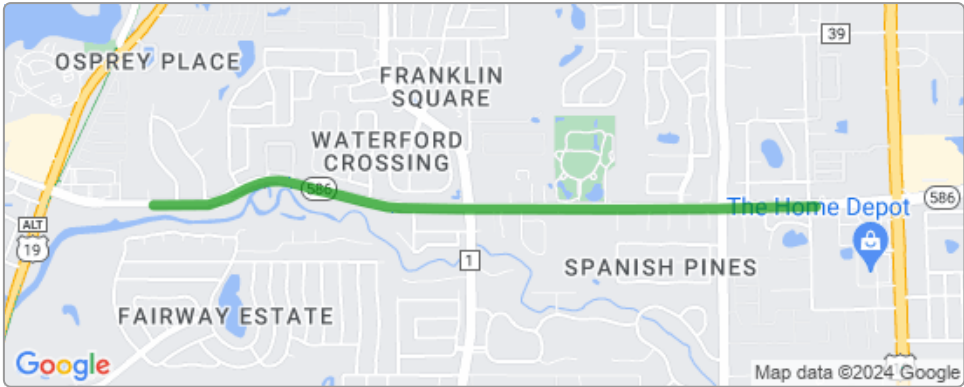 39
OSPREY PLACE
FRANKLIN
SQUARE
WATERFORD
CROSSING
586
586
The Home Depot
ALT
19
1
SPANISH PINES
FAIRWAY ESTATE
Google
Map data ©2024 Google